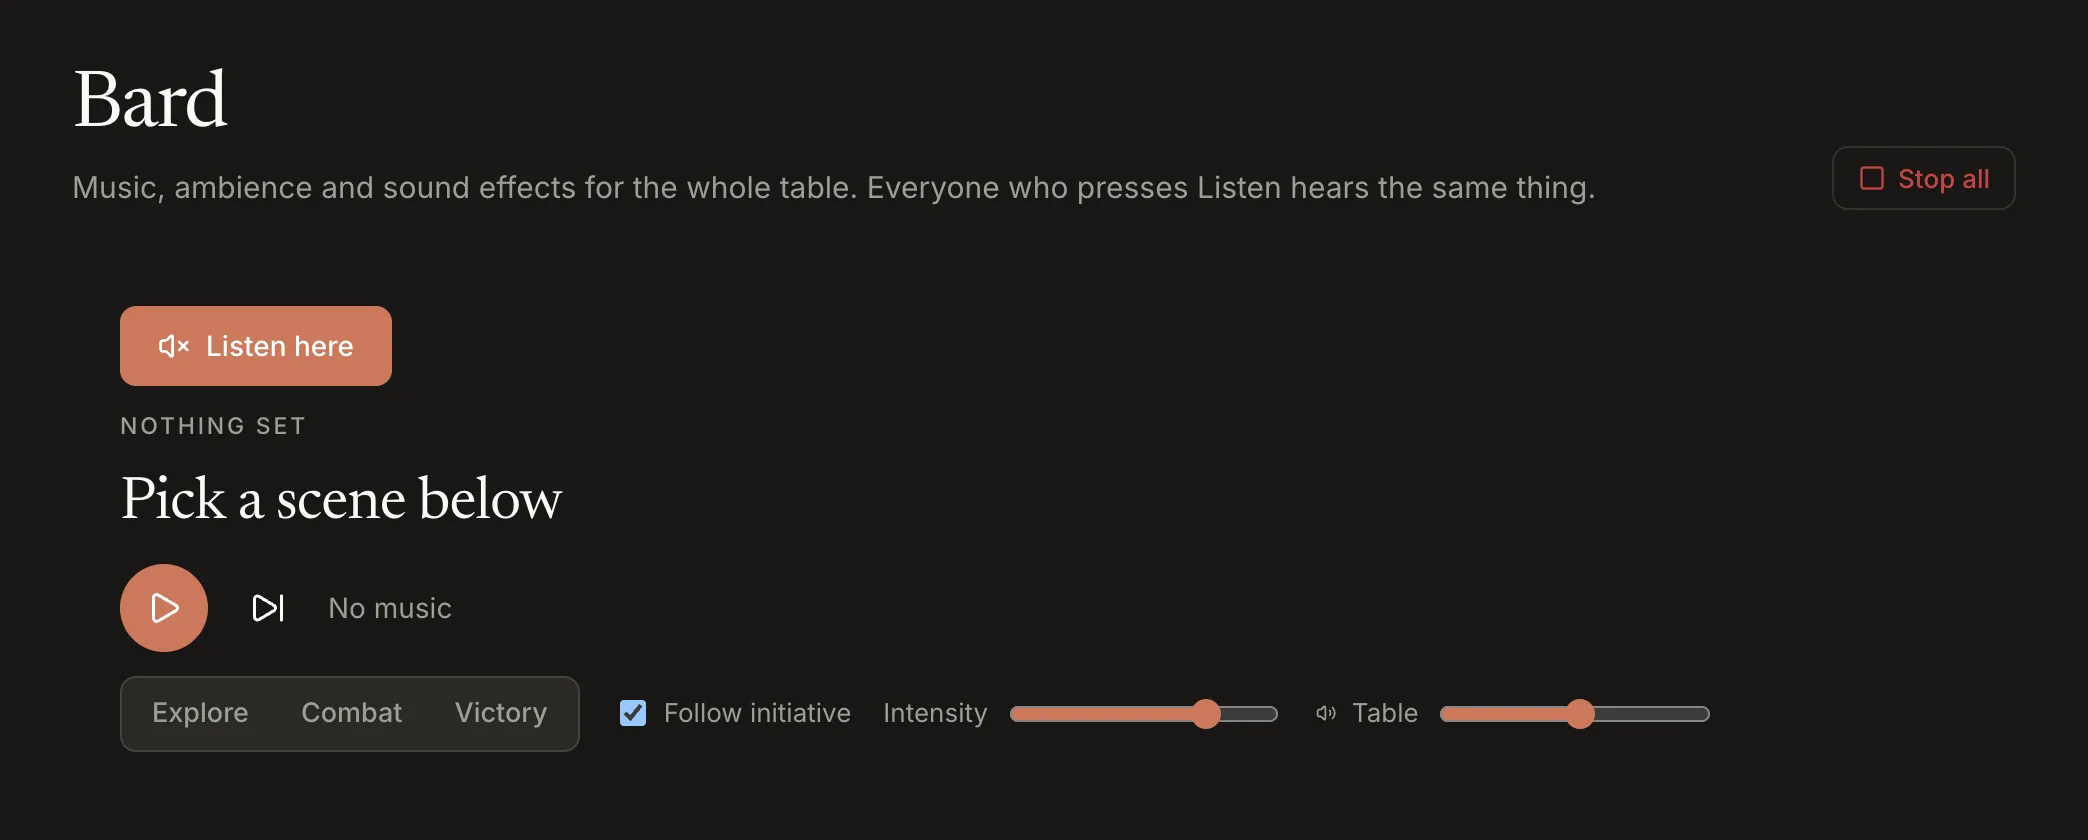 Bard
Music, ambience and sound effects for the whole table. Everyone who presses Listen hears the same thing.
Stop all
Listen here
NOTHING SET
Pick a scene below
No music
Explore Combat Victory Follow initiative Intensity Table